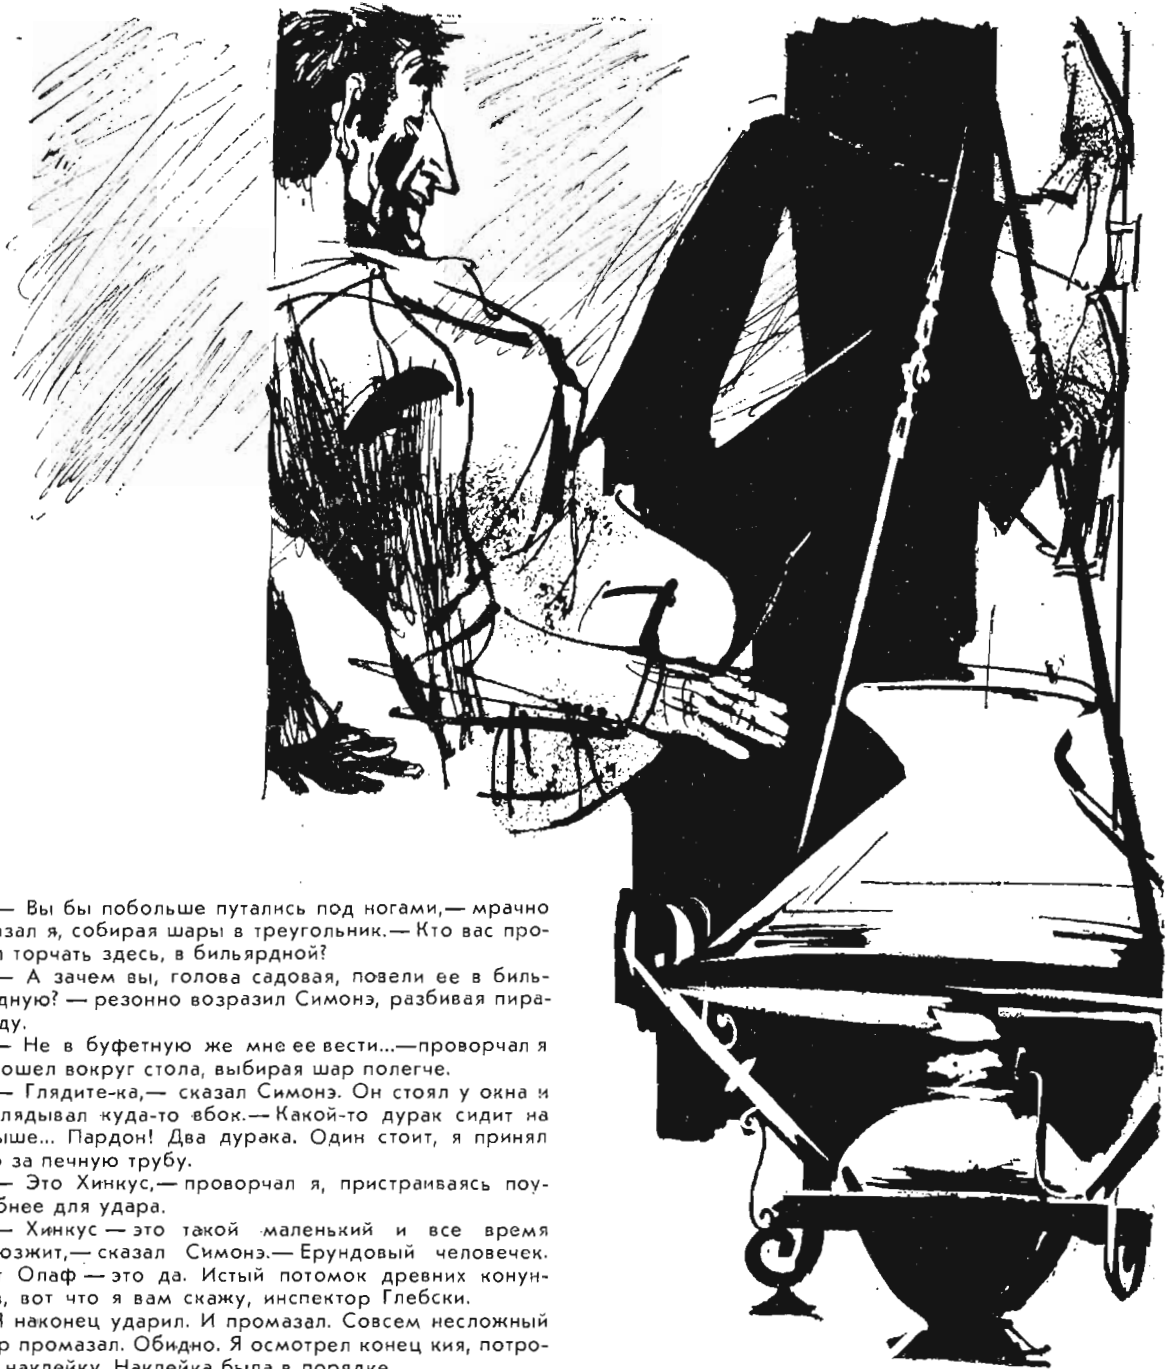 — Вы бы побольше путались под ногами,— мрачно
азал я, собирая шары в треугольник.— Кто вас про-
торчать здесь, в бильярдной?
— А зачем вы, голова садовая, повели ее в биль-
дную? — резонно возразил Симонэ, разбивая пира-
ду.
— Не в буфетную же мне ее вести...—проворчал я
ошел вокруг стола, выбирая шар полегче.
— Глядите-ка,— сказал Симонэ. Он стоял у окна и
глядывал куда-то вбок.— Какой-то дурак сидит на
ыше... Пардон! Два дурака. Один стоит, я принял
за печную трубу.
— Это Хинкус,— проворчал я, пристраиваясь поу-
бнее для удара.
— Хинкус — это такой маленький и все время
юзжит,— сказал Симонэ.— Ерундовый человечек.
Олаф — это да. Истый потомок древних конун-
в, вот что я вам скажу, инспектор Глебски.
Я наконец ударил. И промазал. Совсем несложный
р промазал. Обидно. Я осмотрел конец кия, потро-
наклейку. Наклейка была в порядке.